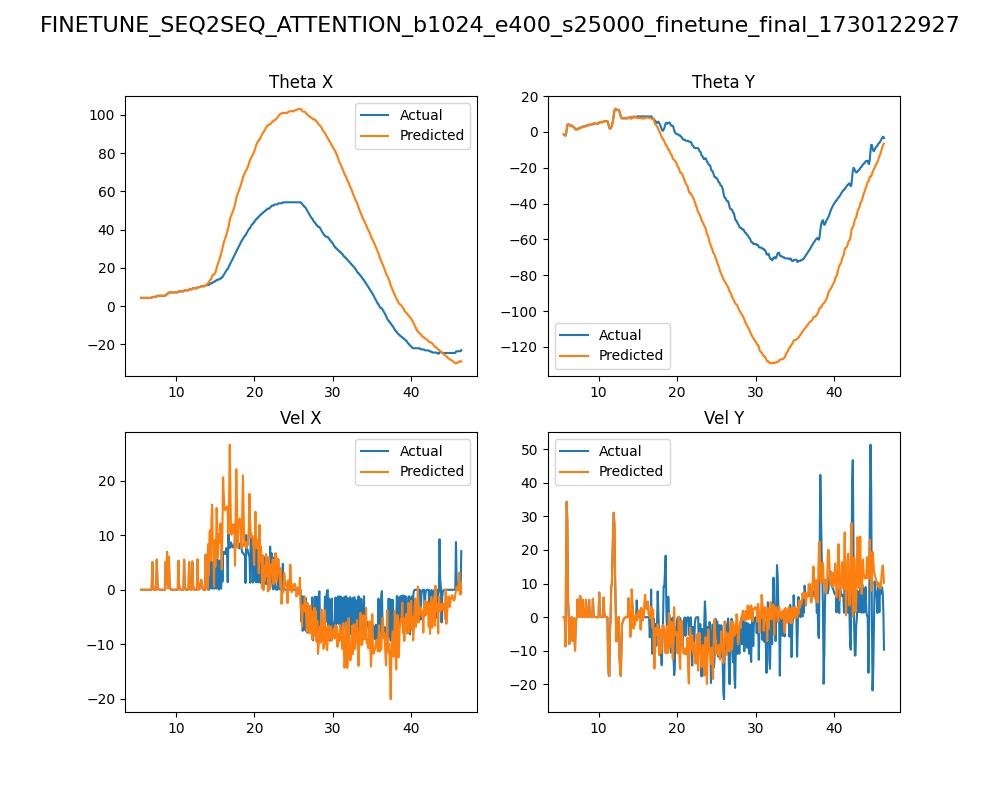 FINETUNE_SEQ2SEQ_ATTENTION_b1024_e400_s25000_finetune_final_1730122927
Theta X
100
80
60
40
20
0
−20
10 20 30 40
Actual
Predicted
Theta Y
20
0
−20
−40
−60
−80
−100
−120
10 20 30 40
Actual
Predicted
Vel X
20
10
0
−10
−20
10 20 30 40
Actual
Predicted
Vel Y
50
40
30
20
10
0
−10
−20
10 20 30 40
Actual
Predicted